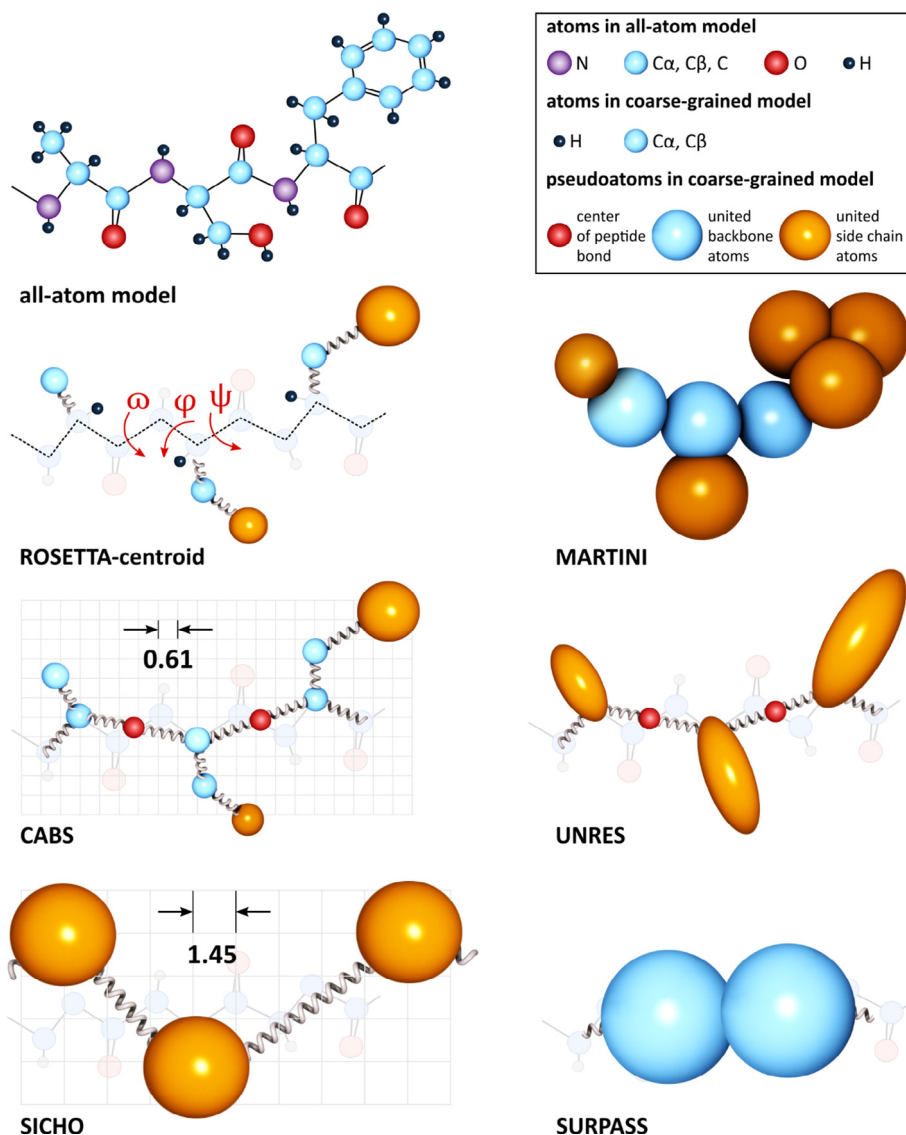 atoms in all-atom model
N Cα, Cβ, C O H
atoms in coarse-grained model
H Cα, Cβ
pseudoatoms in coarse-grained model
center of peptide bond
united backbone atoms
united side chain atoms
all-atom model
ω φ ψ
ROSETTA-centroid
MARTINI
0.61
CABS
UNRES
1.45
SICHO
SURPASS